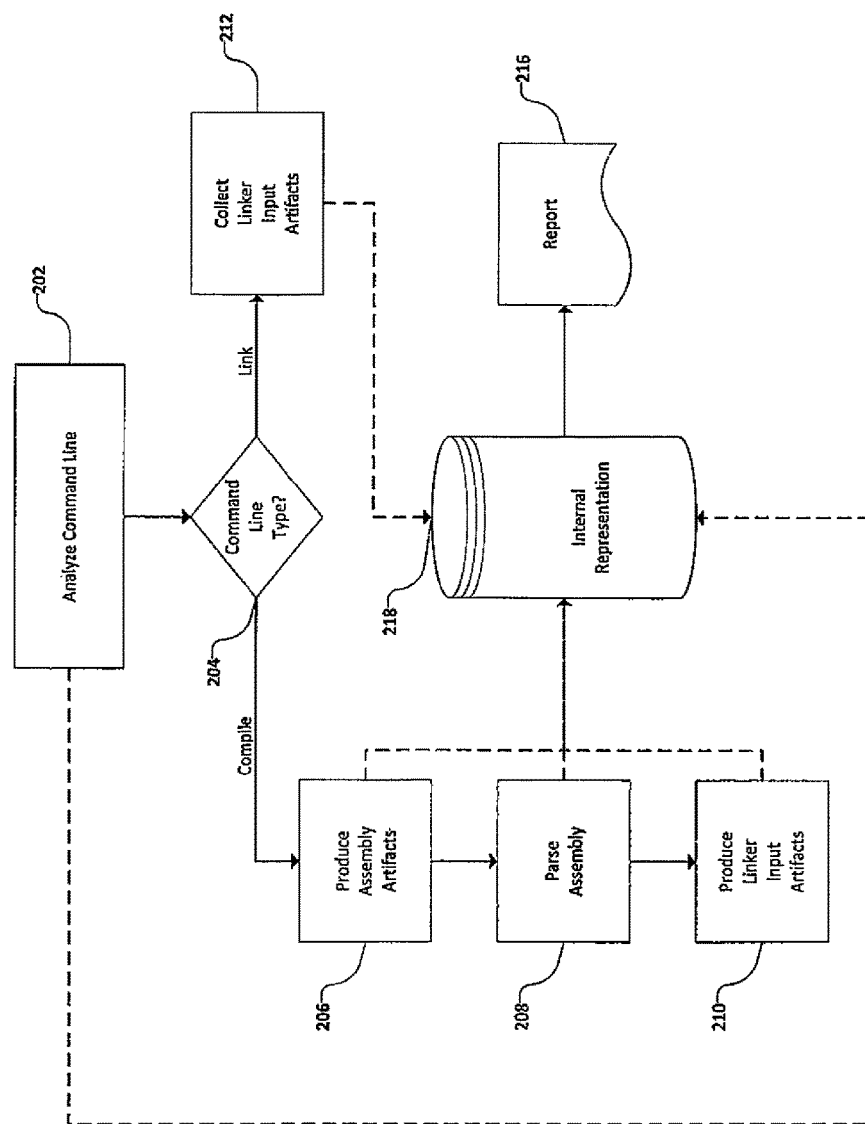 202
Analyze Command Line
204
Command
Line
Type?
Compile
Link
212
Collect
Linker
Input
Artifacts
206
Produce
Assembly
Artifacts
208
Parse
Assembly
210
Produce
Linker
Input
Artifacts
218
Internal
Representation
216
Report